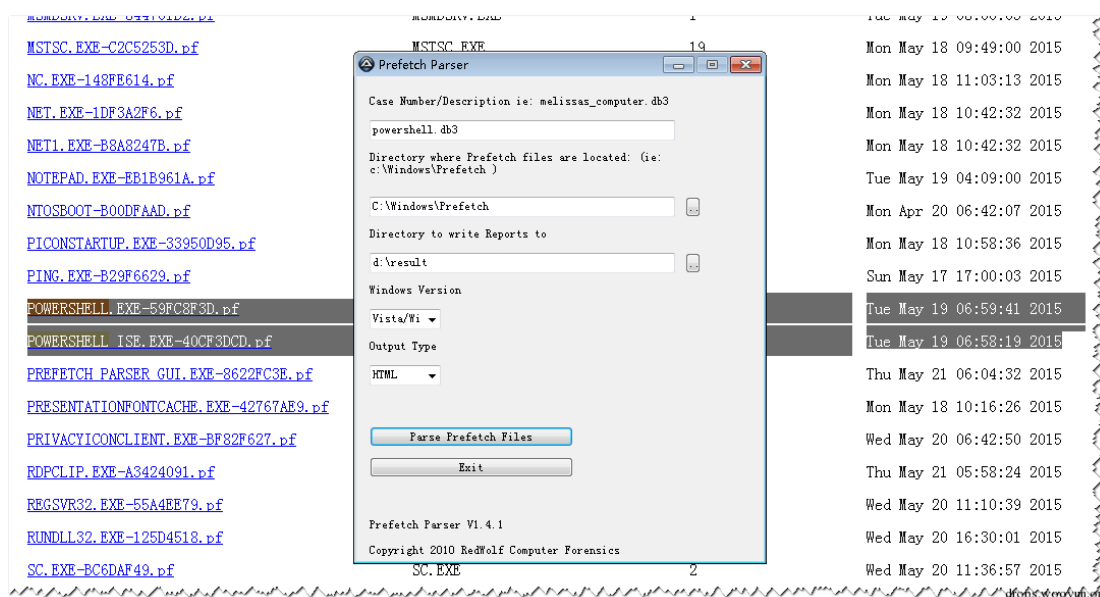 MSTSC.EXE-C2C5253D.pf MSTSC.EXE 19 Mon May 18 09:49:00 2015
NC.EXE-148FE614.pf Mon May 18 11:03:13 2015
NET.EXE-1DF3A2F6.pf Mon May 18 10:42:32 2015
NET1.EXE-B8A8247B.pf Mon May 18 10:42:32 2015
NOTEPAD.EXE-EB1B961A.pf Tue May 19 04:09:00 2015
NTOSBOOT-B00DFAAD.pf Mon Apr 20 06:42:07 2015
PICONSTARTUP.EXE-33950D95.pf Mon May 18 10:58:36 2015
PING.EXE-B29F6629.pf Sun May 17 17:00:03 2015
POWERSHELL.EXE-59FC8F3D.pf Tue May 19 06:59:41 2015
POWERSHELL_ISE.EXE-40CF3DCD.pf Tue May 19 06:58:19 2015
PREFETCH PARSER GUI.EXE-8622FC3E.pf Thu May 21 06:04:32 2015
PRESENTATIONFONTCACHE.EXE-42767AE9.pf Mon May 18 10:16:26 2015
PRIVACYICONCLIENT.EXE-BF82F627.pf Wed May 20 06:42:50 2015
RDPCLIP.EXE-A3424091.pf Thu May 21 05:58:24 2015
REGSVR32.EXE-55A4EE79.pf Wed May 20 11:10:39 2015
RUNDLL32.EXE-125D4518.pf Wed May 20 16:30:01 2015
SC.EXE-BC6DAF49.pf SC.EXE 2 Wed May 20 11:36:57 2015
Prefetch Parser
Case Number/Description ie: melissas_computer.db3
powershell.db3
Directory where Prefetch files are located: (ie:
c:\Windows\Prefetch )
C:\Windows\Prefetch
..
Directory to write Reports to
d:\result
..
Windows Version
Vista/Wi
Output Type
HTML
Parse Prefetch Files
Exit
Prefetch Parser V1.4.1
Copyright 2010 RedWolf Computer Forensics